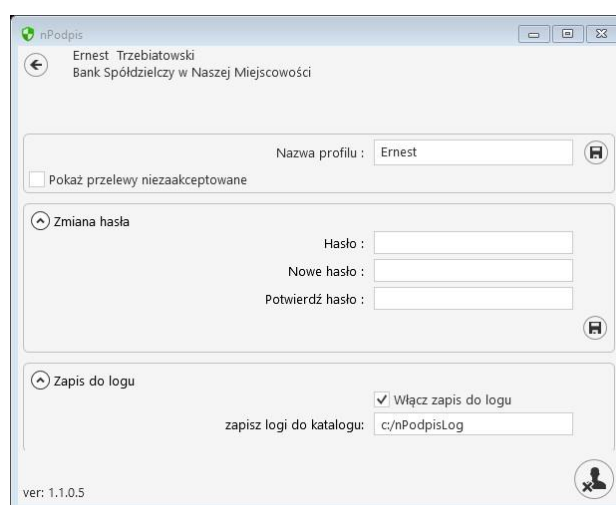 nPodpis
Ernest Trzebiatowski
Bank Spółdzielczy w Naszej Miejscowości
Nazwa profilu : Ernest
Pokaż przelewy niezaakceptowane
Zmiana hasła
Hasło :
Nowe hasło :
Potwierdź hasło :
Zapis do logu
Włącz zapis do logu
zapisz logi do katalogu: c:/nPodpisLog
ver: 1.1.0.5